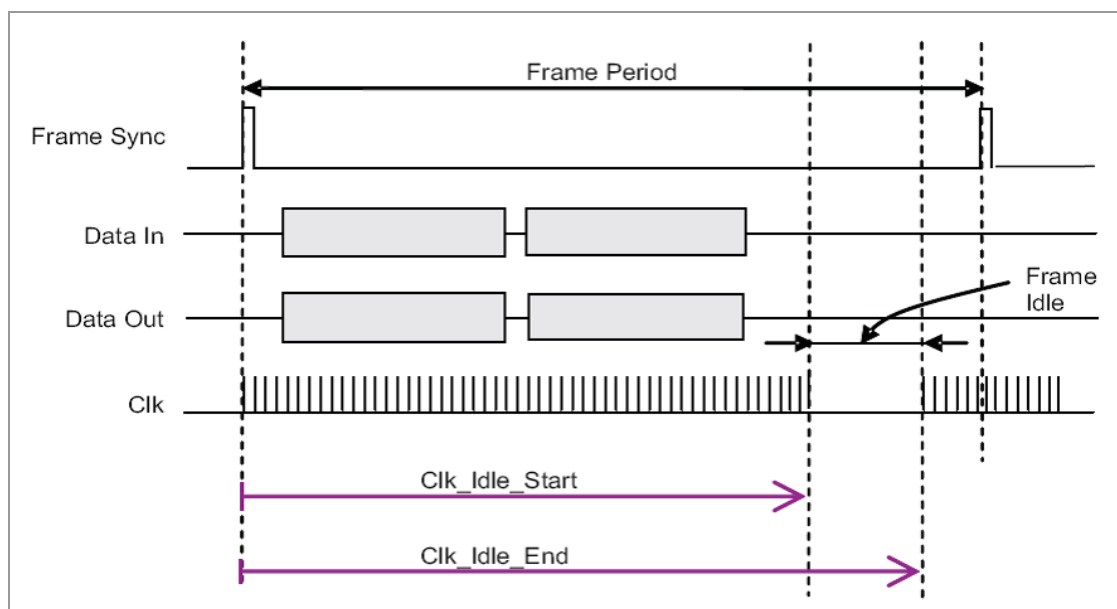 Frame Period
Frame Sync
Data In
Frame
Idle
Data Out
Clk
Clk_Idle_Start
Clk_Idle_End